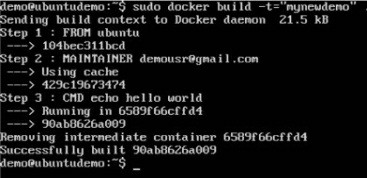 demo@ubuntudemo:~$ sudo docker build -t="mynewdemo" .
Sending build context to Docker daemon  21.5 kB
Step 1 : FROM ubuntu
 ---> 104bec311bcd
Step 2 : MAINTAINER demousr@gmail.com
 ---> Using cache
 ---> 429c19673474
Step 3 : CMD echo hello world
 ---> Running in 6589f66cffd4
 ---> 90ab8626a009
Removing intermediate container 6589f66cffd4
Successfully built 90ab8626a009
demo@ubuntudemo:~$ _